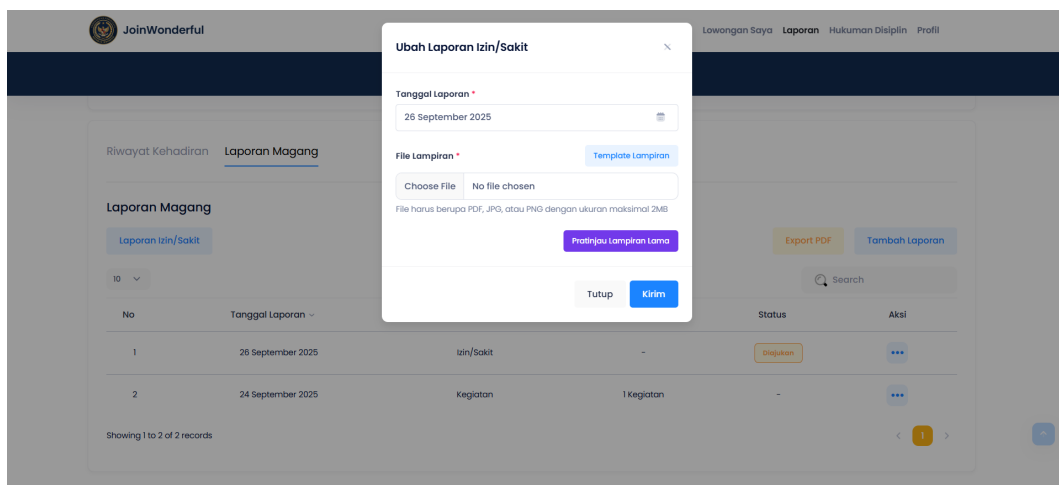 JoinWonderful
Lowongan Saya Laporan Hukuman Disiplin Profil
Ubah Laporan Izin/Sakit
Tanggal Laporan *
26 September 2025
File Lampiran *
Template Lampiran
Choose File No file chosen
File harus berupa PDF, JPG, atau PNG dengan ukuran maksimal 2MB
Pratinjau Lampiran Lama
Tutup Kirim
Riwayat Kehadiran Laporan Magang
Laporan Magang
Laporan Izin/Sakit Export PDF Tambah Laporan
10 Search
No Tanggal Laporan Status Aksi
1 26 September 2025 Izin/Sakit - Diajukan
2 24 September 2025 Kegiatan 1 Kegiatan -
Showing 1 to 2 of 2 records
1